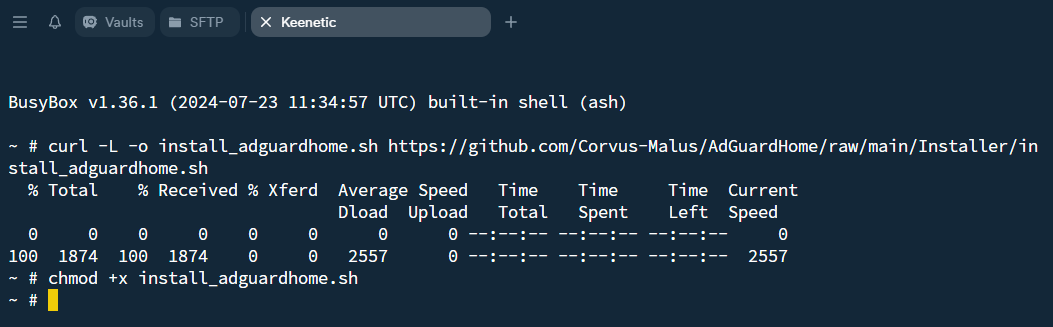 Vaults SFTP Keenetic
BusyBox v1.36.1 (2024-07-23 11:34:57 UTC) built-in shell (ash)
~ # curl -L -o install_adguardhome.sh https://github.com/Corvus-Malus/AdGuardHome/raw/main/Installer/in
stall_adguardhome.sh
  % Total    % Received % Xferd  Average Speed   Time    Time     Time  Current
                                 Dload  Upload   Total   Spent    Left  Speed
  0     0    0     0    0     0      0      0 --:--:-- --:--:-- --:--:--     0
100  1874  100  1874    0     0   2557      0 --:--:-- --:--:-- --:--:--  2557
~ # chmod +x install_adguardhome.sh
~ #